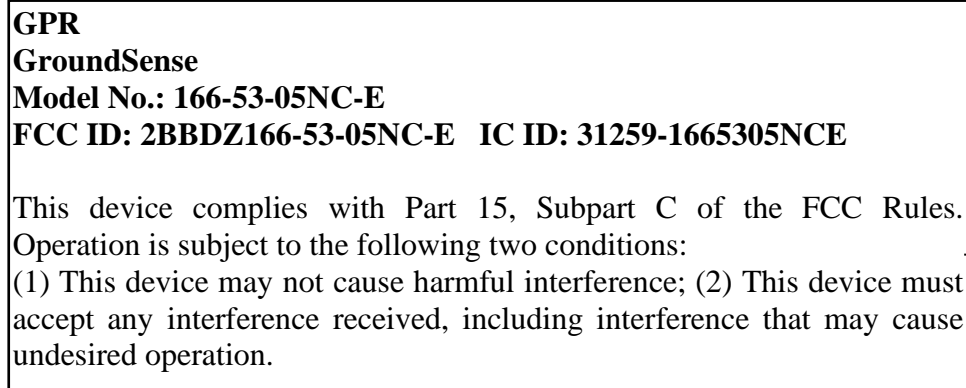 GPR
GroundSense
Model No.: 166-53-05NC-E
FCC ID: 2BBDZ166-53-05NC-E IC ID: 31259-1665305NCE
This device complies with Part 15, Subpart C of the FCC Rules.
Operation is subject to the following two conditions:
(1) This device may not cause harmful interference; (2) This device must
accept any interference received, including interference that may cause
undesired operation.